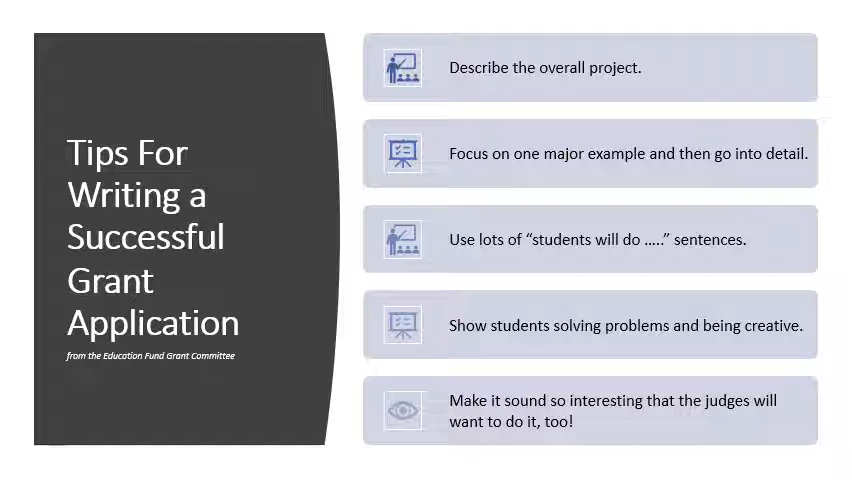 Tips For
Writing a
Successful
Grant
Application
from the Education Fund Grant Committee
Describe the overall project.
Focus on one major example and then go into detail.
Use lots of “students will do …..” sentences.
Show students solving problems and being creative.
Make it sound so interesting that the judges will
want to do it, too!